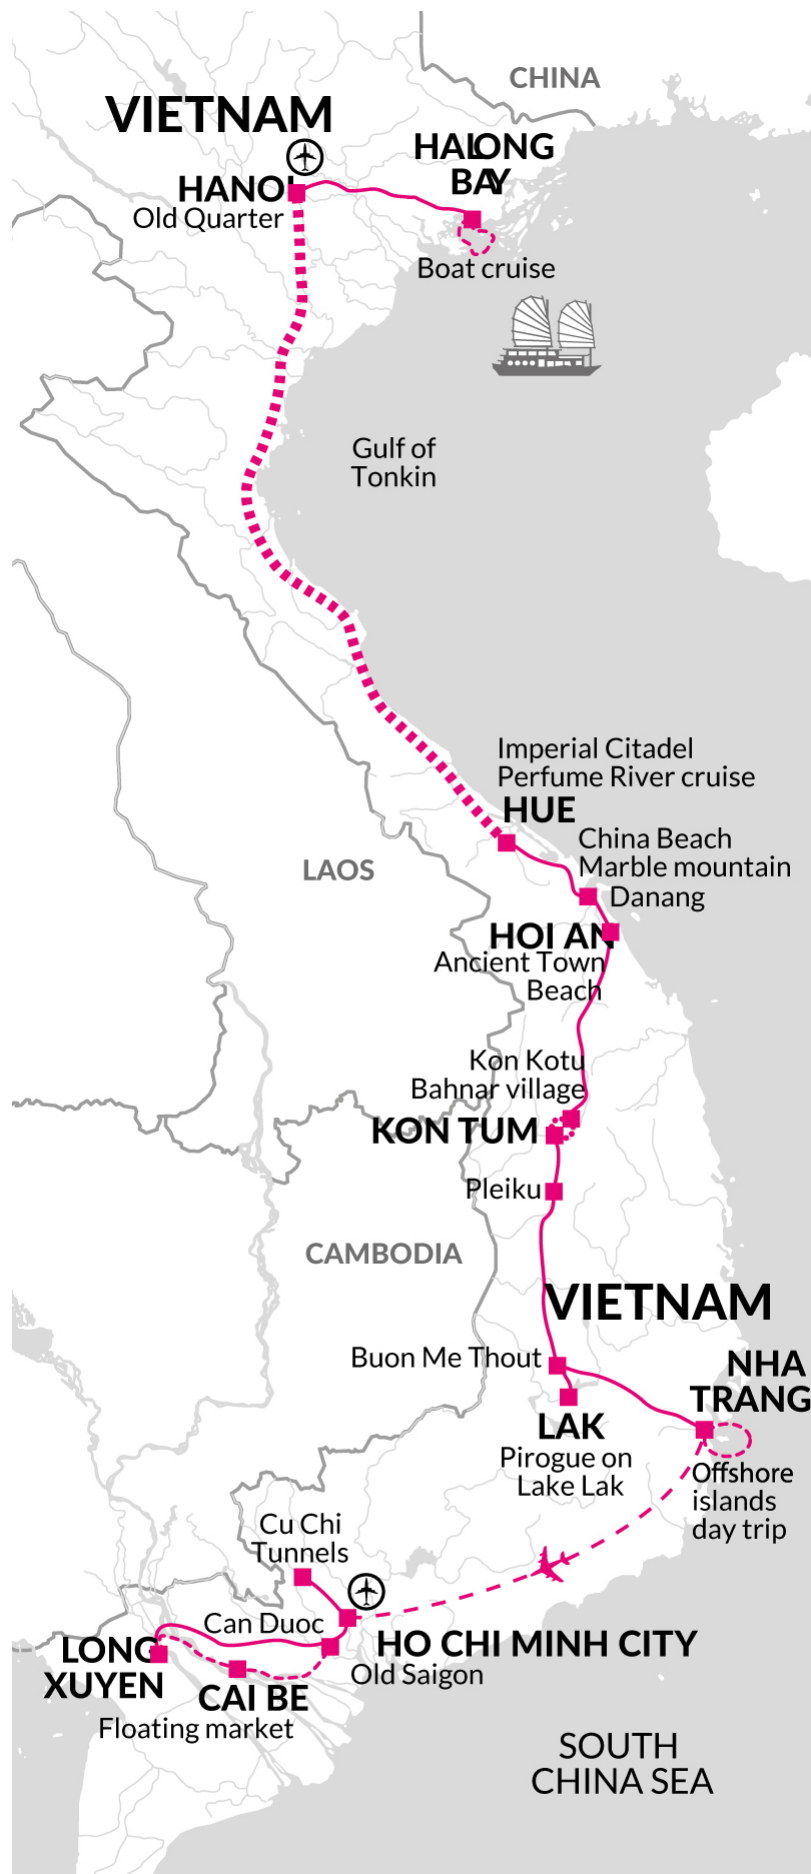 CHINA
VIETNAM
HALONG
BAY
HANOI
Old Quarter
Boat cruise
Gulf of
Tonkin
Imperial Citadel
Perfume River cruise
HUE
China Beach
Marble mountain
Danang
LAOS
HOI AN
Ancient Town
Beach
Kon Kotu
Bahnar village
KON TUM
Pleiku
CAMBODIA
VIETNAM
Buon Me Thout
NHA
TRANG
LAK
Pirogue on
Lake Lak
Offshore
islands
day trip
Cu Chi
Tunnels
Can Duoc
HO CHI MINH CITY
Old Saigon
LONG
XUYEN
CAI BE
Floating market
SOUTH
CHINA SEA